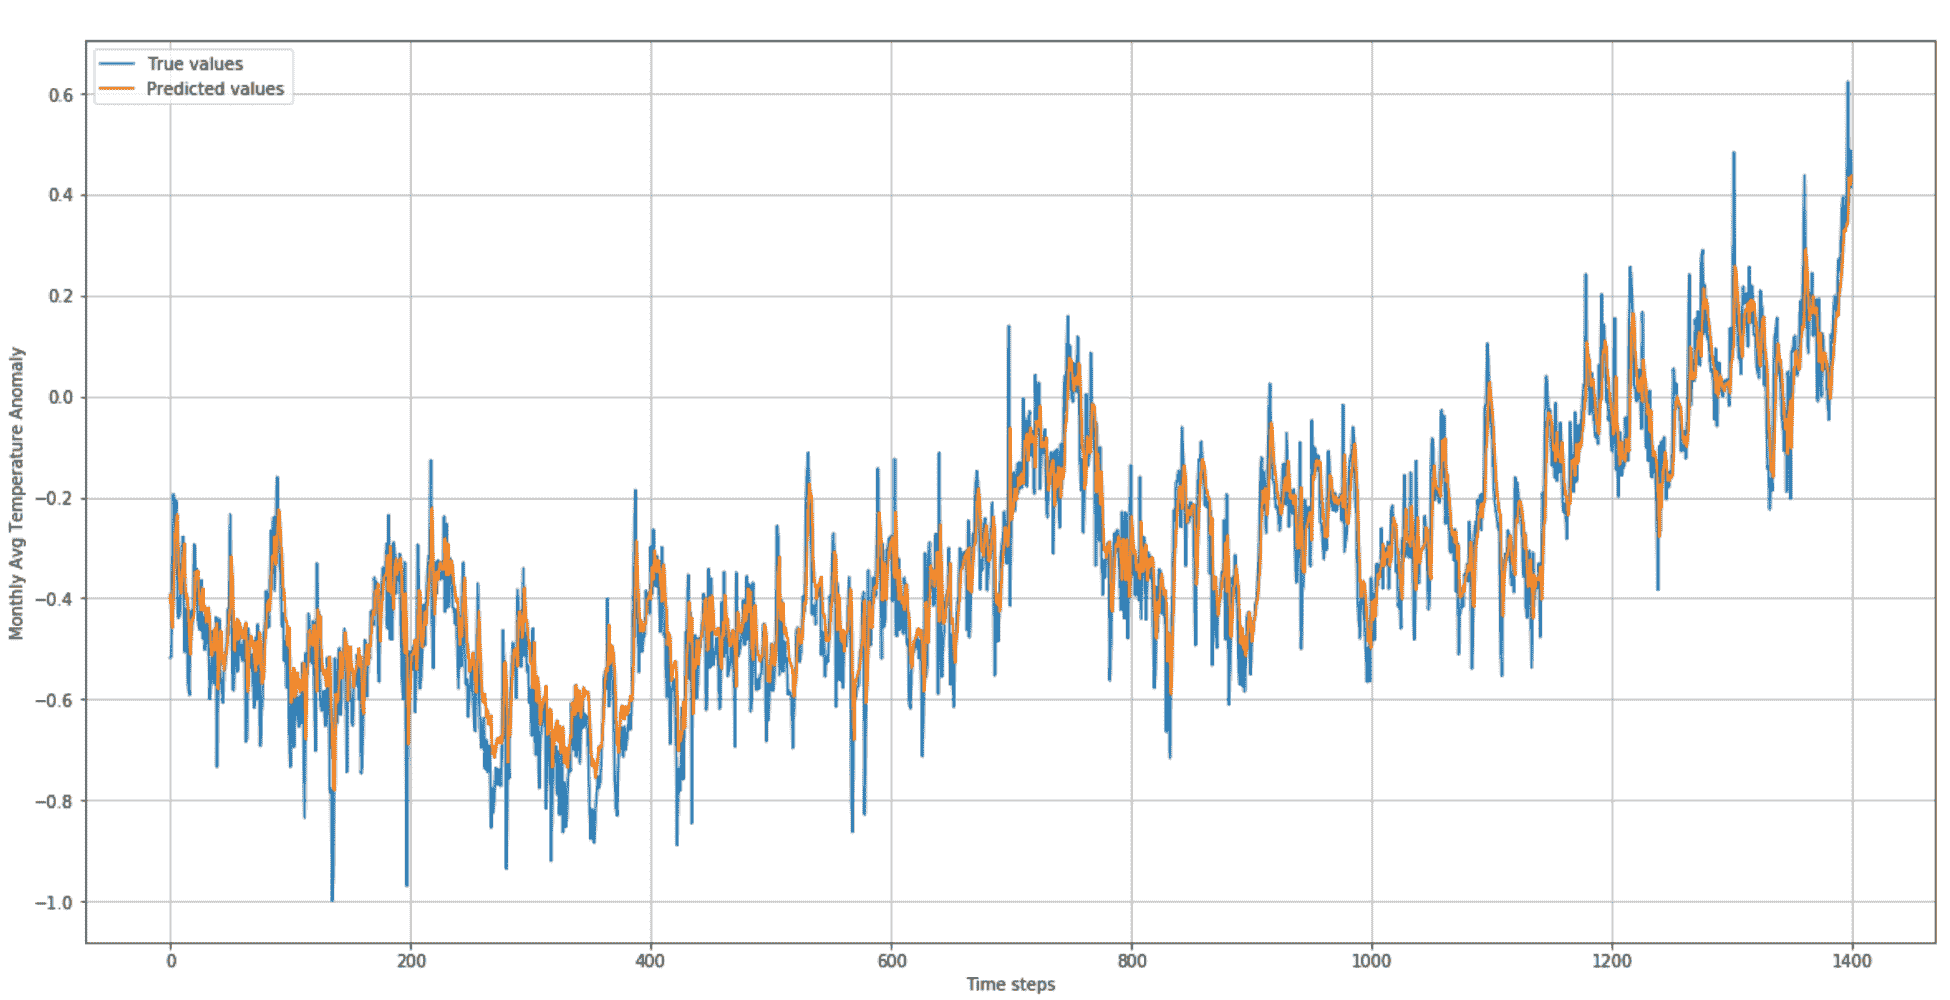 True values
Predicted values
0.6
0.4
0.2
0.0
−0.2
−0.4
−0.6
−0.8
−1.0
Monthly Avg Temperature Anomaly
0 200 400 600 800 1000 1200 1400
Time steps